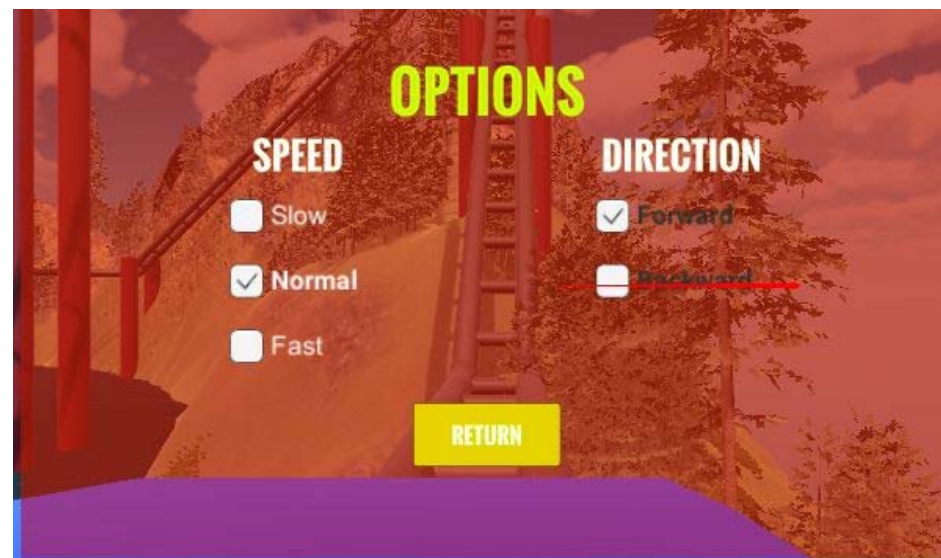 OPTIONS
SPEED
Slow
Normal
Fast
DIRECTION
Forward
Backward
RETURN